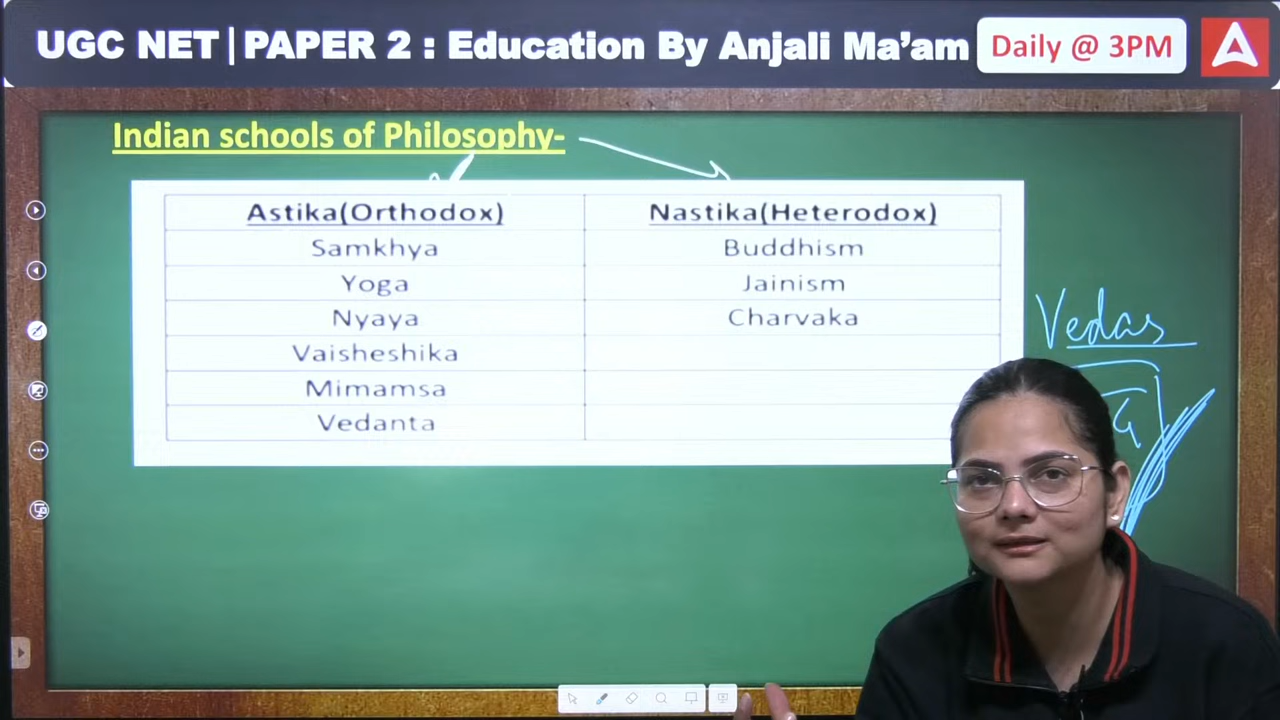 UGC NET | PAPER 2 : Education By Anjali Ma'am
Daily @ 3PM
Indian schools of Philosophy-
Astika(Orthodox) Nastika(Heterodox)
Samkhya Buddhism
Yoga Jainism
Nyaya Charvaka
Vaisheshika
Mimamsa
Vedanta
Vedas